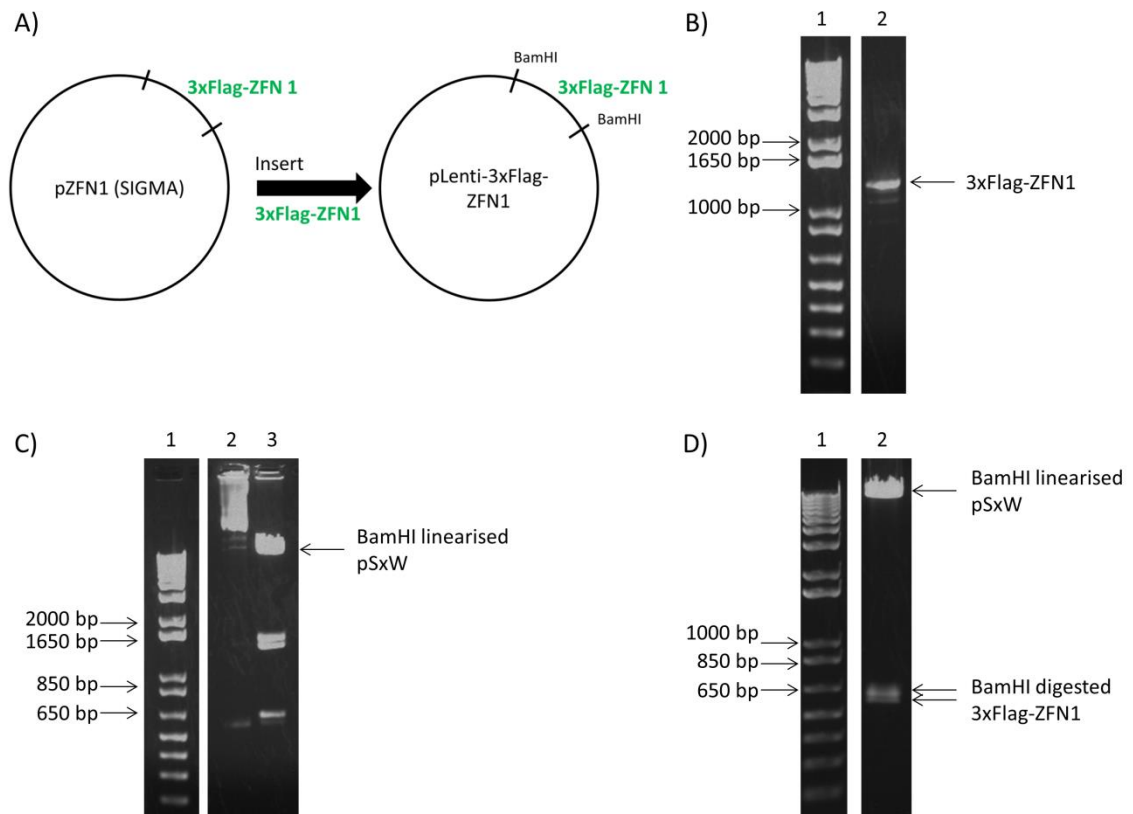 A)
3xFlag-ZFN 1
pZFN1 (SIGMA)
Insert
3xFlag-ZFN1
BamHI
3xFlag-ZFN 1
BamHI
pLenti-3xFlag-
ZFN1
B)
1 2
2000 bp
1650 bp
1000 bp
3xFlag-ZFN1
C)
1 2 3
2000 bp
1650 bp
850 bp
650 bp
BamHI linearised
pSxW
D)
1 2
1000 bp
850 bp
650 bp
BamHI linearised
pSxW
BamHI digested
3xFlag-ZFN1